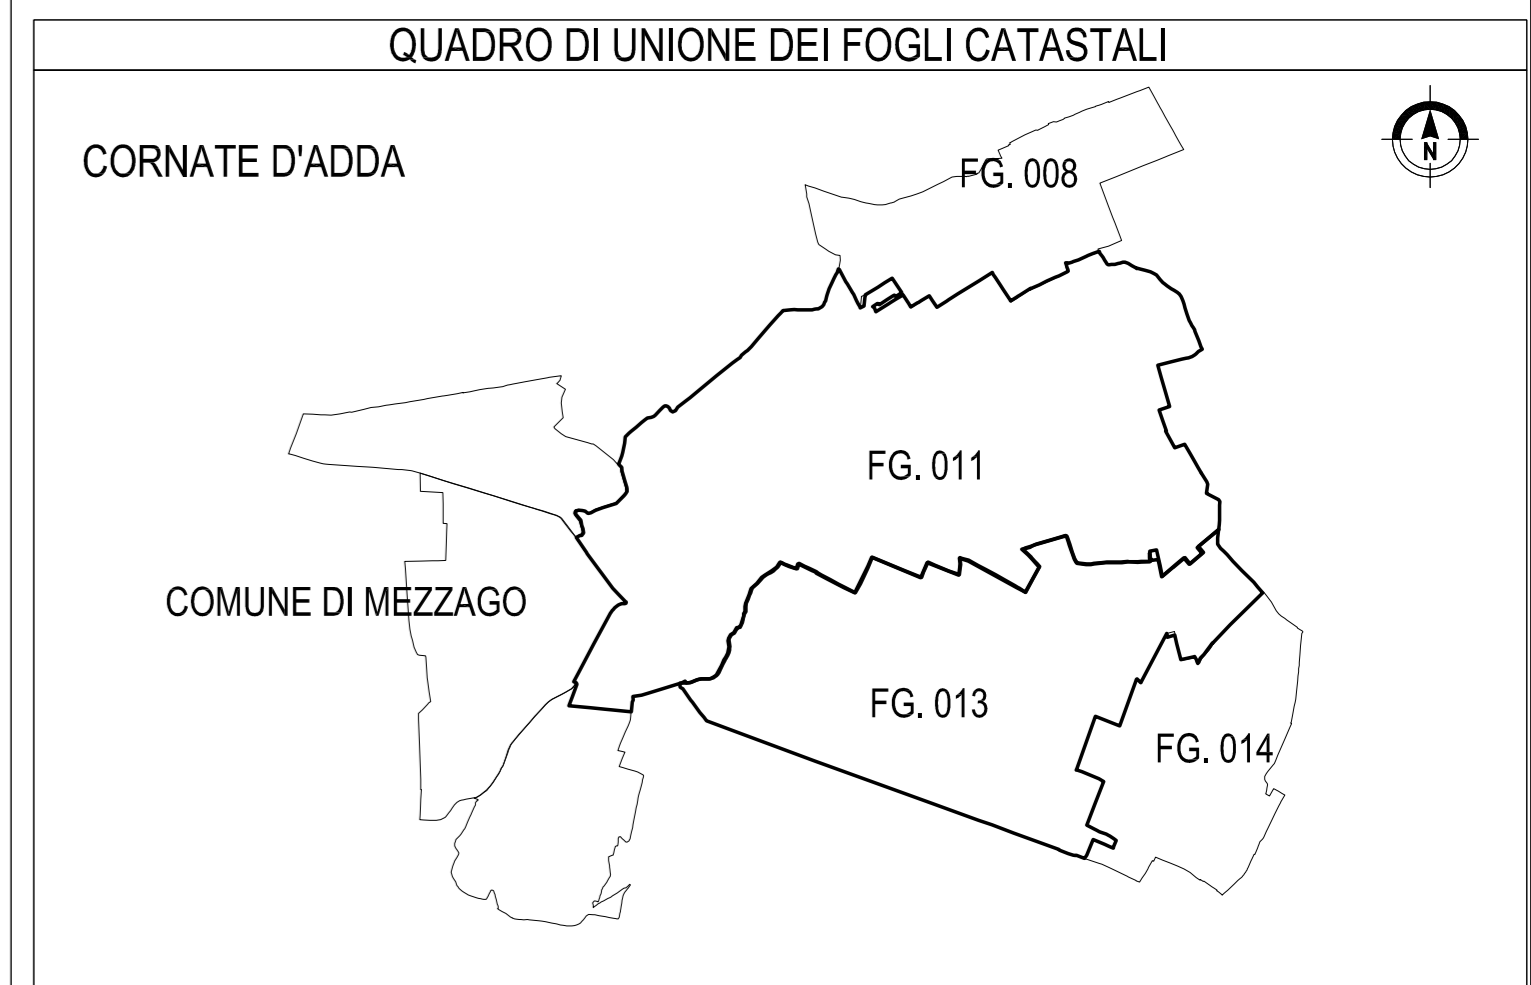 QUADRO DI UNIONE DEI FOGLI CATASTALI
CORNATE D'ADDA
FG. 008
N
FG. 011
COMUNE DI MEZZAGO
FG. 013
FG. 014